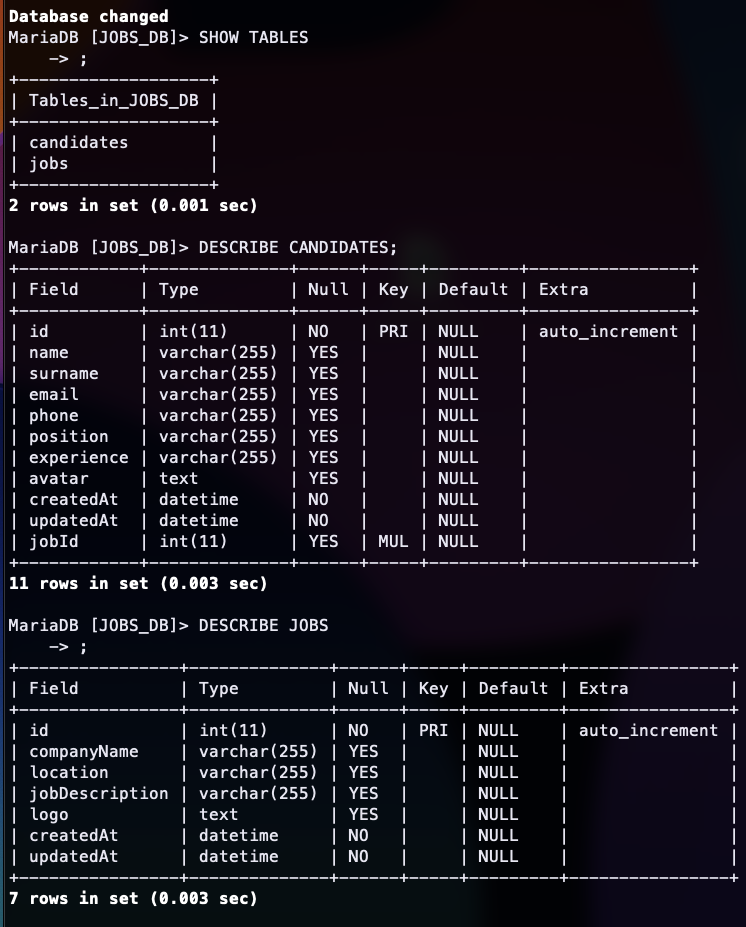 Database changed
MariaDB [JOBS_DB]> SHOW TABLES
    -> ;
+-------------------+
| Tables_in_JOBS_DB |
+-------------------+
| candidates        |
| jobs              |
+-------------------+
2 rows in set (0.001 sec)

MariaDB [JOBS_DB]> DESCRIBE CANDIDATES;
+------------+--------------+------+-----+---------+----------------+
| Field      | Type         | Null | Key | Default | Extra          |
+------------+--------------+------+-----+---------+----------------+
| id         | int(11)      | NO   | PRI | NULL    | auto_increment |
| name       | varchar(255) | YES  |     | NULL    |                |
| surname    | varchar(255) | YES  |     | NULL    |                |
| email      | varchar(255) | YES  |     | NULL    |                |
| phone      | varchar(255) | YES  |     | NULL    |                |
| position   | varchar(255) | YES  |     | NULL    |                |
| experience | varchar(255) | YES  |     | NULL    |                |
| avatar     | text         | YES  |     | NULL    |                |
| createdAt  | datetime     | NO   |     | NULL    |                |
| updatedAt  | datetime     | NO   |     | NULL    |                |
| jobId      | int(11)      | YES  | MUL | NULL    |                |
+------------+--------------+------+-----+---------+----------------+
11 rows in set (0.003 sec)

MariaDB [JOBS_DB]> DESCRIBE JOBS
    -> ;
+----------------+--------------+------+-----+---------+----------------+
| Field          | Type         | Null | Key | Default | Extra          |
+----------------+--------------+------+-----+---------+----------------+
| id             | int(11)      | NO   | PRI | NULL    | auto_increment |
| companyName    | varchar(255) | YES  |     | NULL    |                |
| location       | varchar(255) | YES  |     | NULL    |                |
| jobDescription | varchar(255) | YES  |     | NULL    |                |
| logo           | text         | YES  |     | NULL    |                |
| createdAt      | datetime     | NO   |     | NULL    |                |
| updatedAt      | datetime     | NO   |     | NULL    |                |
+----------------+--------------+------+-----+---------+----------------+
7 rows in set (0.003 sec)